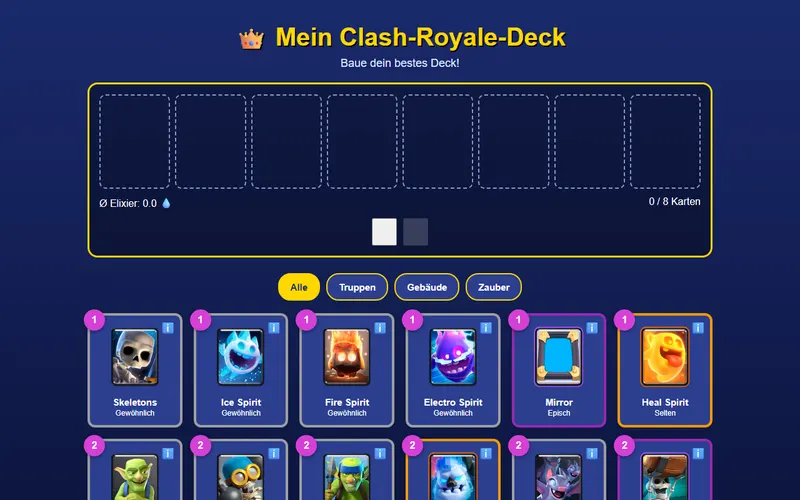 👑 Mein Clash-Royale-Deck
Baue dein bestes Deck!
Ø Elixier: 0.0 💧
0 / 8 Karten
Alle Truppen Gebäude Zauber
1 1 1 1 1 1
Skeletons Ice Spirit Fire Spirit Electro Spirit Mirror Heal Spirit
Gewöhnlich Gewöhnlich Gewöhnlich Gewöhnlich Episch Selten
2 2 2 2 2 2